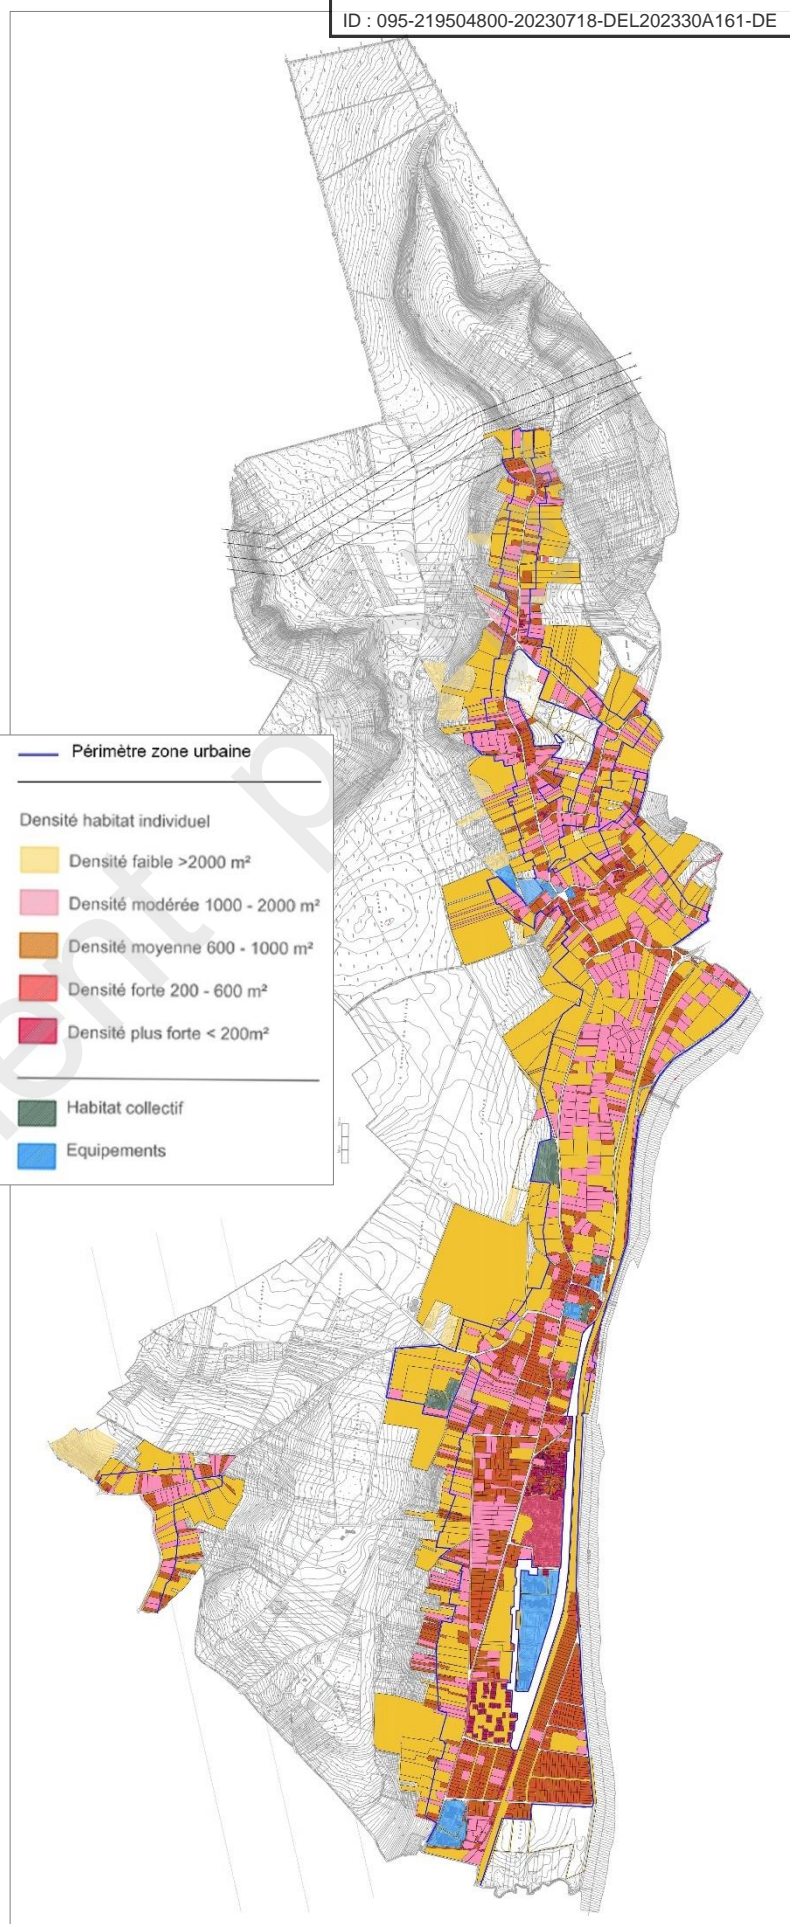 ID : 095-219504800-20230718-DEL202330A161-DE
Périmètre zone urbaine
Densité habitat individuel
Densité faible >2000 m²
Densité modérée 1000 - 2000 m²
Densité moyenne 600 - 1000 m²
Densité forte 200 - 600 m²
Densité plus forte < 200m²
Habitat collectif
Equipements